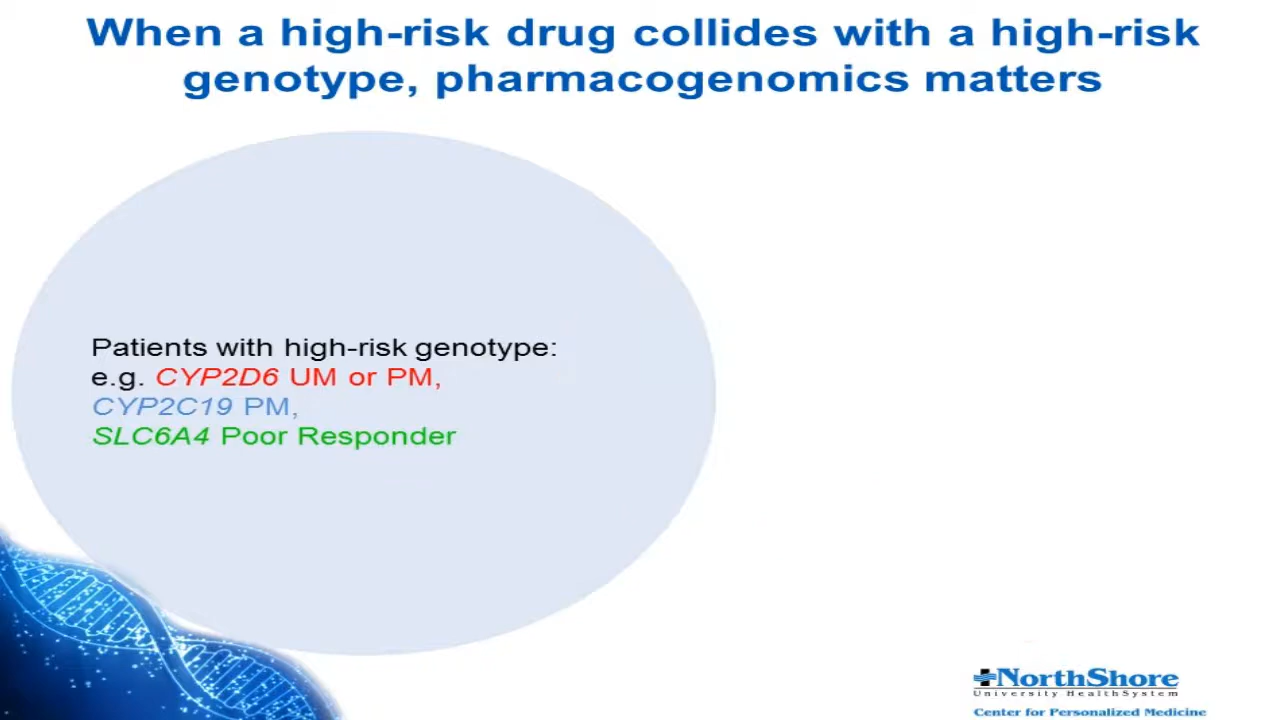 When a high-risk drug collides with a high-risk
genotype, pharmacogenomics matters
Patients with high-risk genotype:
e.g. CYP2D6 UM or PM,
CYP2C19 PM,
SLC6A4 Poor Responder
NorthShore
University HealthSystem
Center for Personalized Medicine